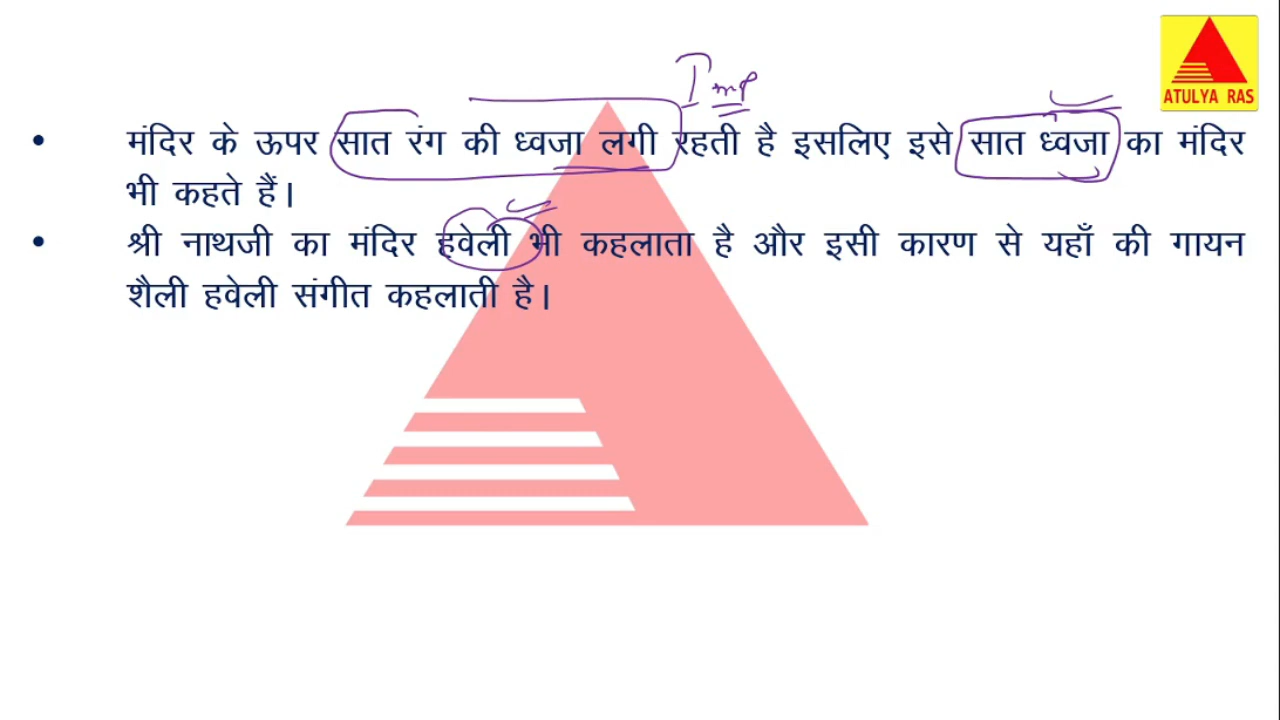 ATULYA RAS
Imp
• मंदिर के ऊपर सात रंग की ध्वजा लगी रहती है इसलिए इसे सात ध्वजा का मंदिर
भी कहते हैं।
• श्री नाथजी का मंदिर हवेली भी कहलाता है और इसी कारण से यहाँ की गायन
शैली हवेली संगीत कहलाती है।